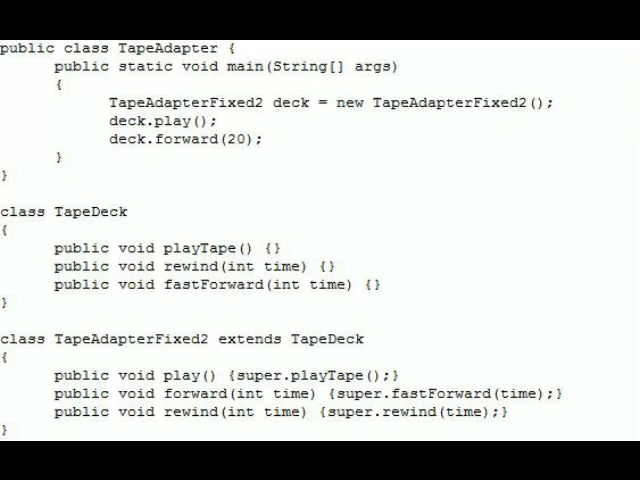 public class TapeAdapter {
public static void main(String[] args)
{
TapeAdapterFixed2 deck = new TapeAdapterFixed2();
deck.play();
deck.forward(20);
}
}
class TapeDeck
{
public void playTape() {}
public void rewind(int time) {}
public void fastForward(int time) {}
}
class TapeAdapterFixed2 extends TapeDeck
{
public void play() {super.playTape();}
public void forward(int time) {super.fastForward(time);}
public void rewind(int time) {super.rewind(time);}
}